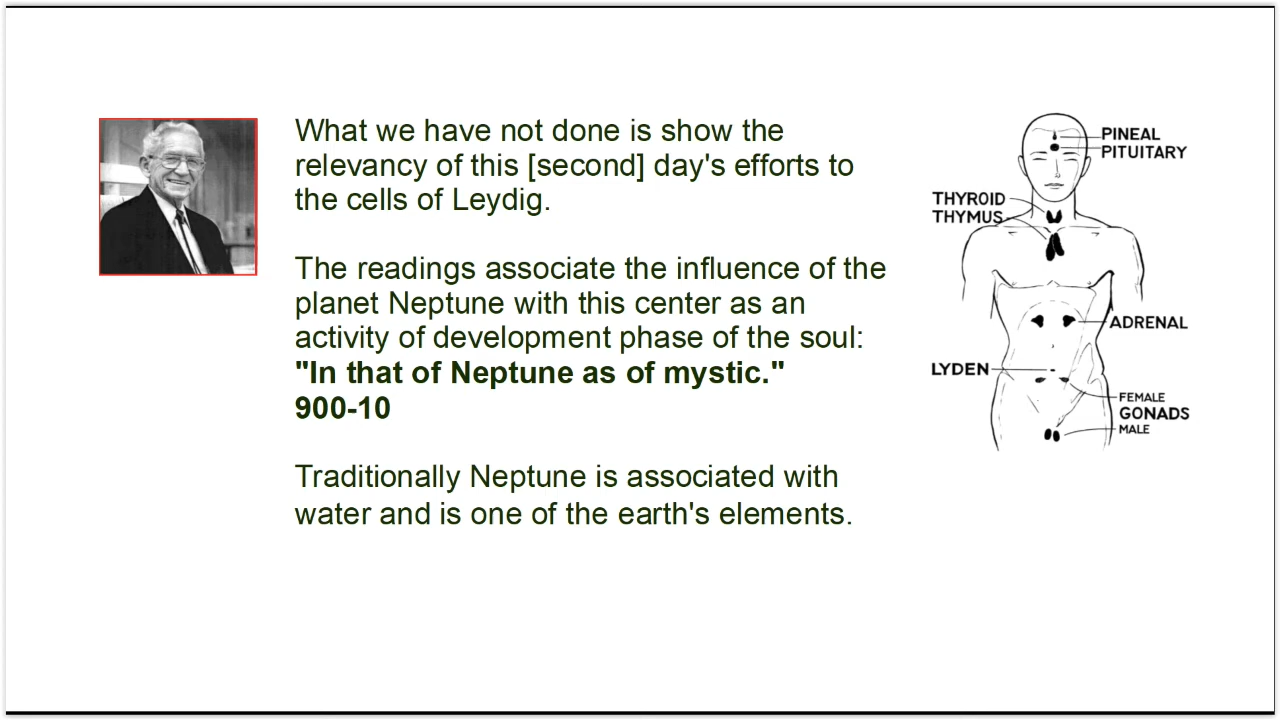 What we have not done is show the
relevancy of this [second] day's efforts to
the cells of Leydig.
The readings associate the influence of the
planet Neptune with this center as an
activity of development phase of the soul:
"In that of Neptune as of mystic."
900-10
Traditionally Neptune is associated with
water and is one of the earth's elements.
PINEAL
PITUITARY
THYROID
THYMUS
ADRENAL
LYDEN
FEMALE
GONADS
MALE